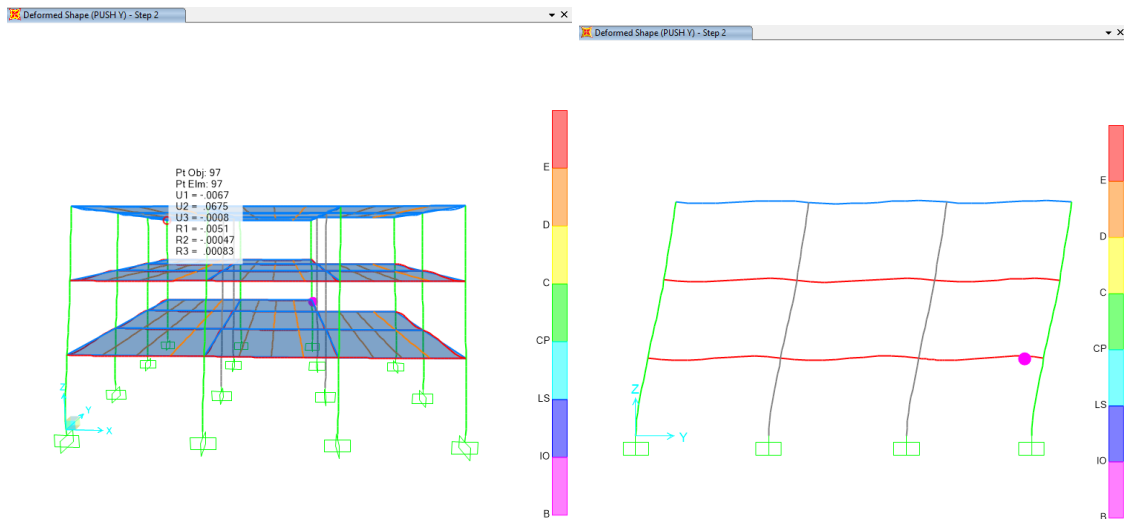 Deformed Shape (PUSH Y) - Step 2
Pt Obj: 97
Pt Elm: 97
U1 = -.0067
U2 = .0675
U3 = -.0008
R1 = -.0051
R2 = -.00047
R3 = .00083
Z
Y
X
E
D
C
CP
LS
IO
B
Deformed Shape (PUSH Y) - Step 2
Z
Y
E
D
C
CP
LS
IO
B